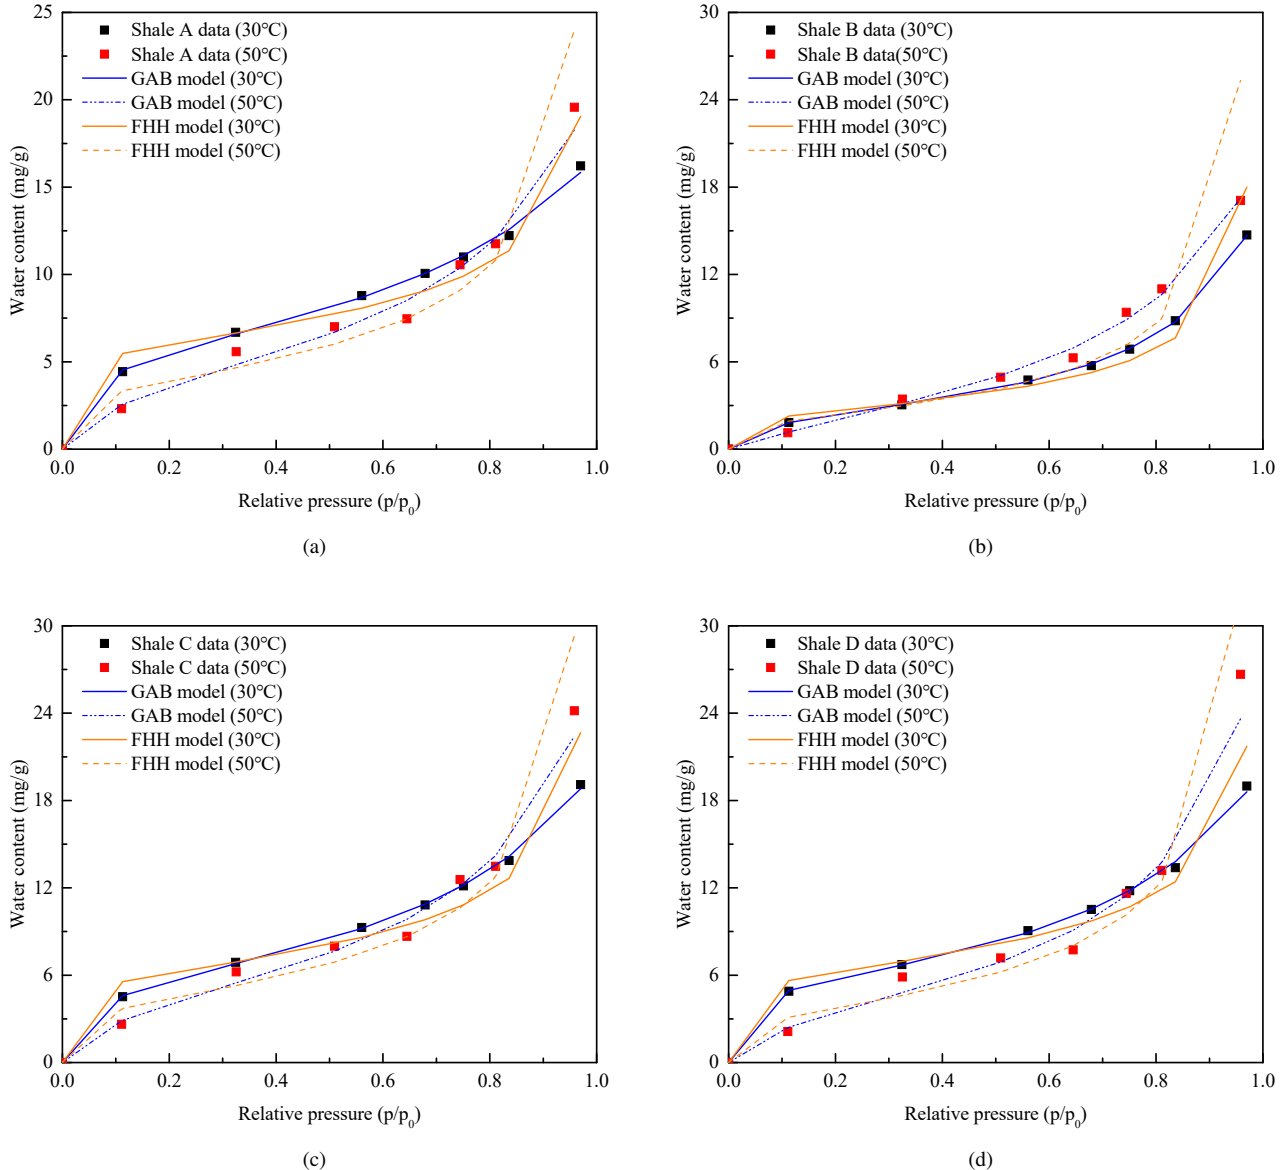 25
20
15
10
5
0
Water content (mg/g)
Shale A data (30℃)
Shale A data (50℃)
GAB model (30℃)
GAB model (50℃)
FHH model (30℃)
FHH model (50℃)
0.0 0.2 0.4 0.6 0.8 1.0
Relative pressure (p/p0)
(a)
30
24
18
12
6
0
Water content (mg/g)
Shale B data (30℃)
Shale B data(50℃)
GAB model (30℃)
GAB model (50℃)
FHH model (30℃)
FHH model (50℃)
0.0 0.2 0.4 0.6 0.8 1.0
Relative pressure (p/p0)
(b)
30
24
18
12
6
0
Water content (mg/g)
Shale C data (30℃)
Shale C data (50℃)
GAB model (30℃)
GAB model (50℃)
FHH model (30℃)
FHH model (50℃)
0.0 0.2 0.4 0.6 0.8 1.0
Relative pressure (p/p0)
(c)
30
24
18
12
6
0
Water content (mg/g)
Shale D data (30℃)
Shale D data (50℃)
GAB model (30℃)
GAB model (50℃)
FHH model (30℃)
FHH model (50℃)
0.0 0.2 0.4 0.6 0.8 1.0
Relative pressure (p/p0)
(d)